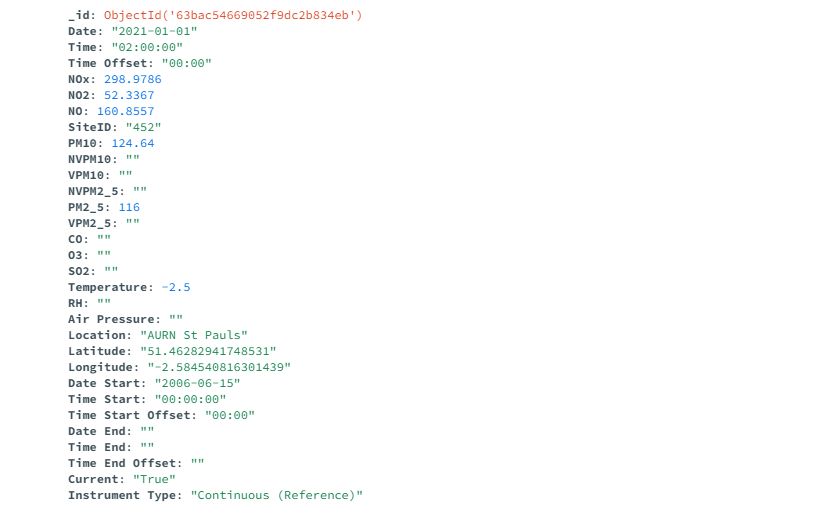 _id: ObjectId('63bac54669052f9dc2b834eb')
Date: "2021-01-01"
Time: "02:00:00"
Time Offset: "00:00"
NOx: 298.9786
NO2: 52.3367
NO: 160.8557
SiteID: "452"
PM10: 124.64
NVPM10: ""
VPM10: ""
NVPM2_5: ""
PM2_5: 116
VPM2_5: ""
CO: ""
O3: ""
SO2: ""
Temperature: -2.5
RH: ""
Air Pressure: ""
Location: "AURN St Pauls"
Latitude: "51.46282941748531"
Longitude: "-2.584540816301439"
Date Start: "2006-06-15"
Time Start: "00:00:00"
Time Start Offset: "00:00"
Date End: ""
Time End: ""
Time End Offset: ""
Current: "True"
Instrument Type: "Continuous (Reference)"